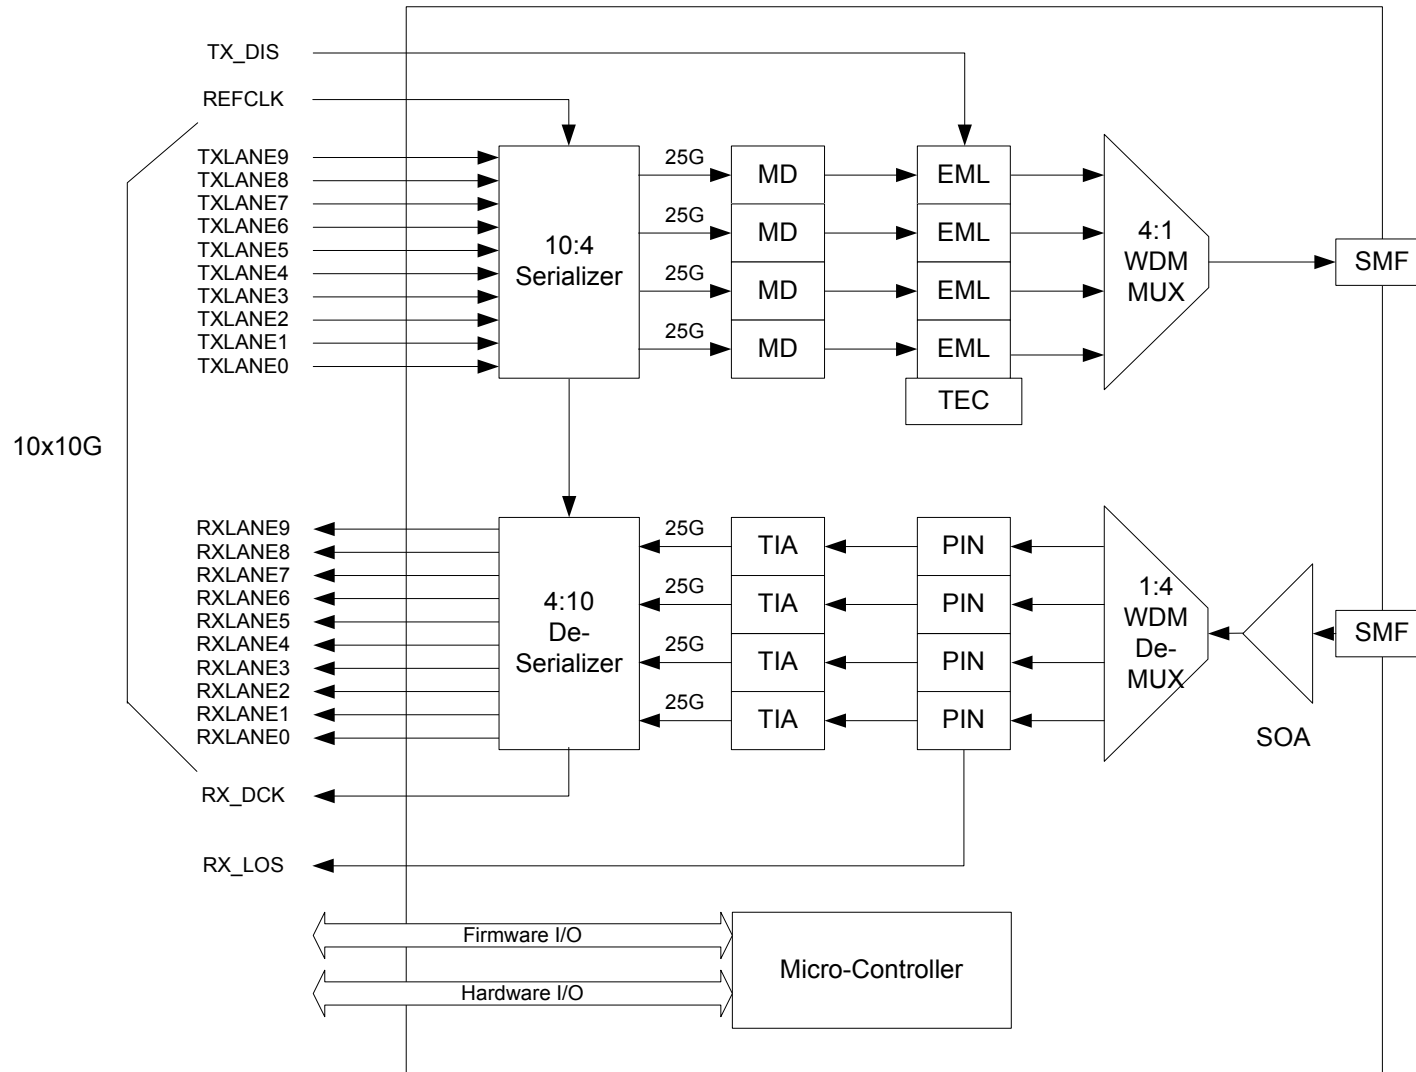 TX_DIS
REFCLK
TXLANE9
TXLANE8
TXLANE7
TXLANE6
TXLANE5
TXLANE4
TXLANE3
TXLANE2
TXLANE1
TXLANE0
10:4
Serializer
25G
25G
25G
25G
MD
MD
MD
MD
EML
EML
EML
EML
TEC
4:1
WDM
MUX
SMF
10x10G
RXLANE9
RXLANE8
RXLANE7
RXLANE6
RXLANE5
RXLANE4
RXLANE3
RXLANE2
RXLANE1
RXLANE0
4:10
De-
Serializer
25G
25G
25G
25G
TIA
TIA
TIA
TIA
PIN
PIN
PIN
PIN
1:4
WDM
De-
MUX
SOA
SMF
RX_DCK
RX_LOS
Firmware I/O
Hardware I/O
Micro-Controller